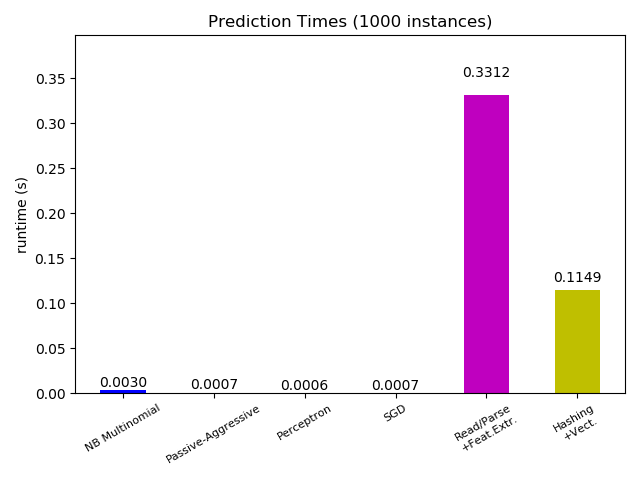 Prediction Times (1000 instances)
runtime (s)
0.35
0.30
0.25
0.20
0.15
0.10
0.05
0.00
0.0030
0.0007
0.0006
0.0007
0.3312
0.1149
NB Multinomial
Passive-Aggressive
Perceptron
SGD
Read/Parse
+Feat.Extr.
Hashing
+Vect.